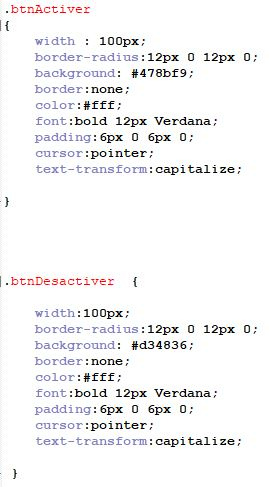 .btnActiver
{
width : 100px;
border-radius:12px 0 12px 0;
background: #478bf9;
border:none;
color:#fff;
font:bold 12px Verdana;
padding:6px 0 6px 0;
cursor:pointer;
text-transform:capitalize;
}
.btnDesactiver {
width:100px;
border-radius:12px 0 12px 0;
background: #d34836;
border:none;
color:#fff;
font:bold 12px Verdana;
padding:6px 0 6px 0;
cursor:pointer;
text-transform:capitalize;
}